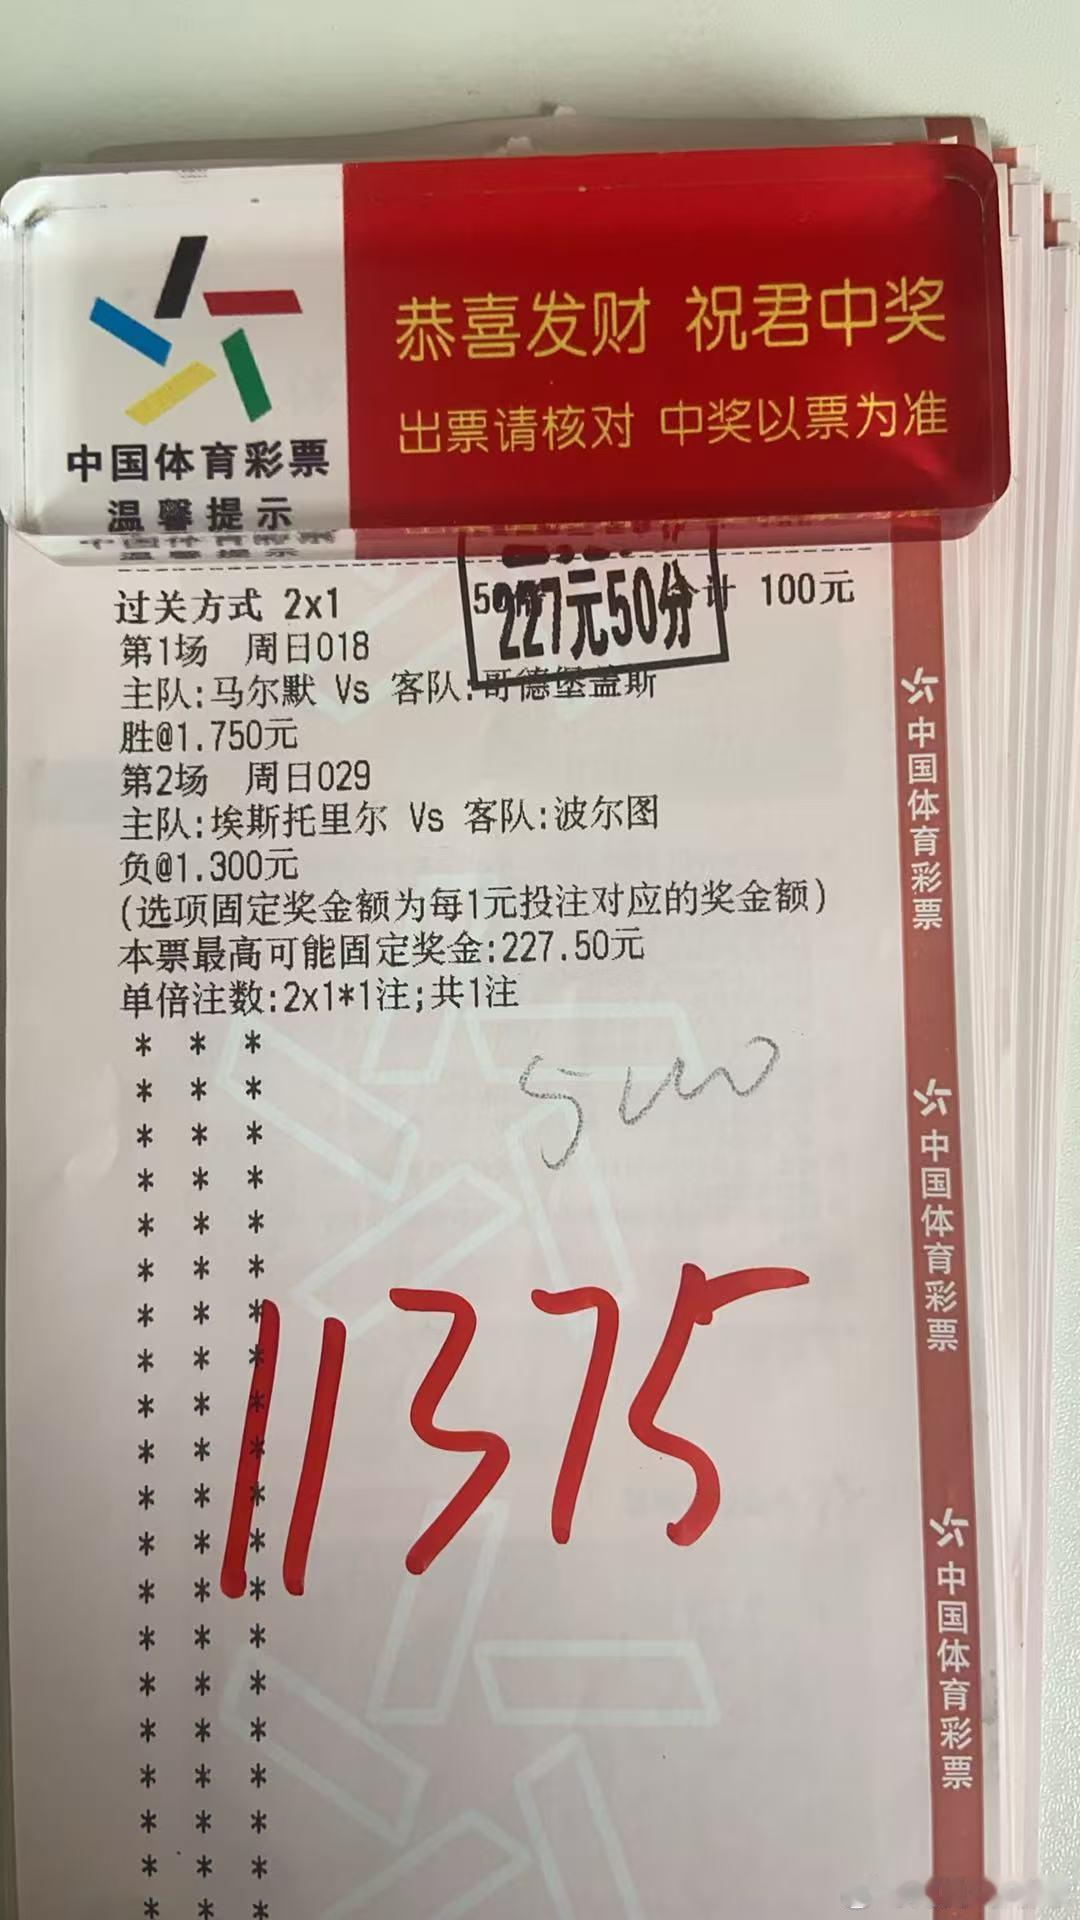 恭喜发财 祝君中奖
出票请核对 中奖以票为准
中国体育彩票
温馨提示
227元50分
过关方式 2x1 计 100元
第1场 周日018
主队:马尔默 Vs 客队:哥德堡盖斯
胜@1.750元
第2场 周日029
主队:埃斯托里尔 Vs 客队:波尔图
负@1.300元
(选项固定奖金额为每1元投注对应的奖金额)
本票最高可能固定奖金:227.50元
单倍注数:2x1*1注;共1注
11375
中国体育彩票
中国体育彩票
中国体育彩票